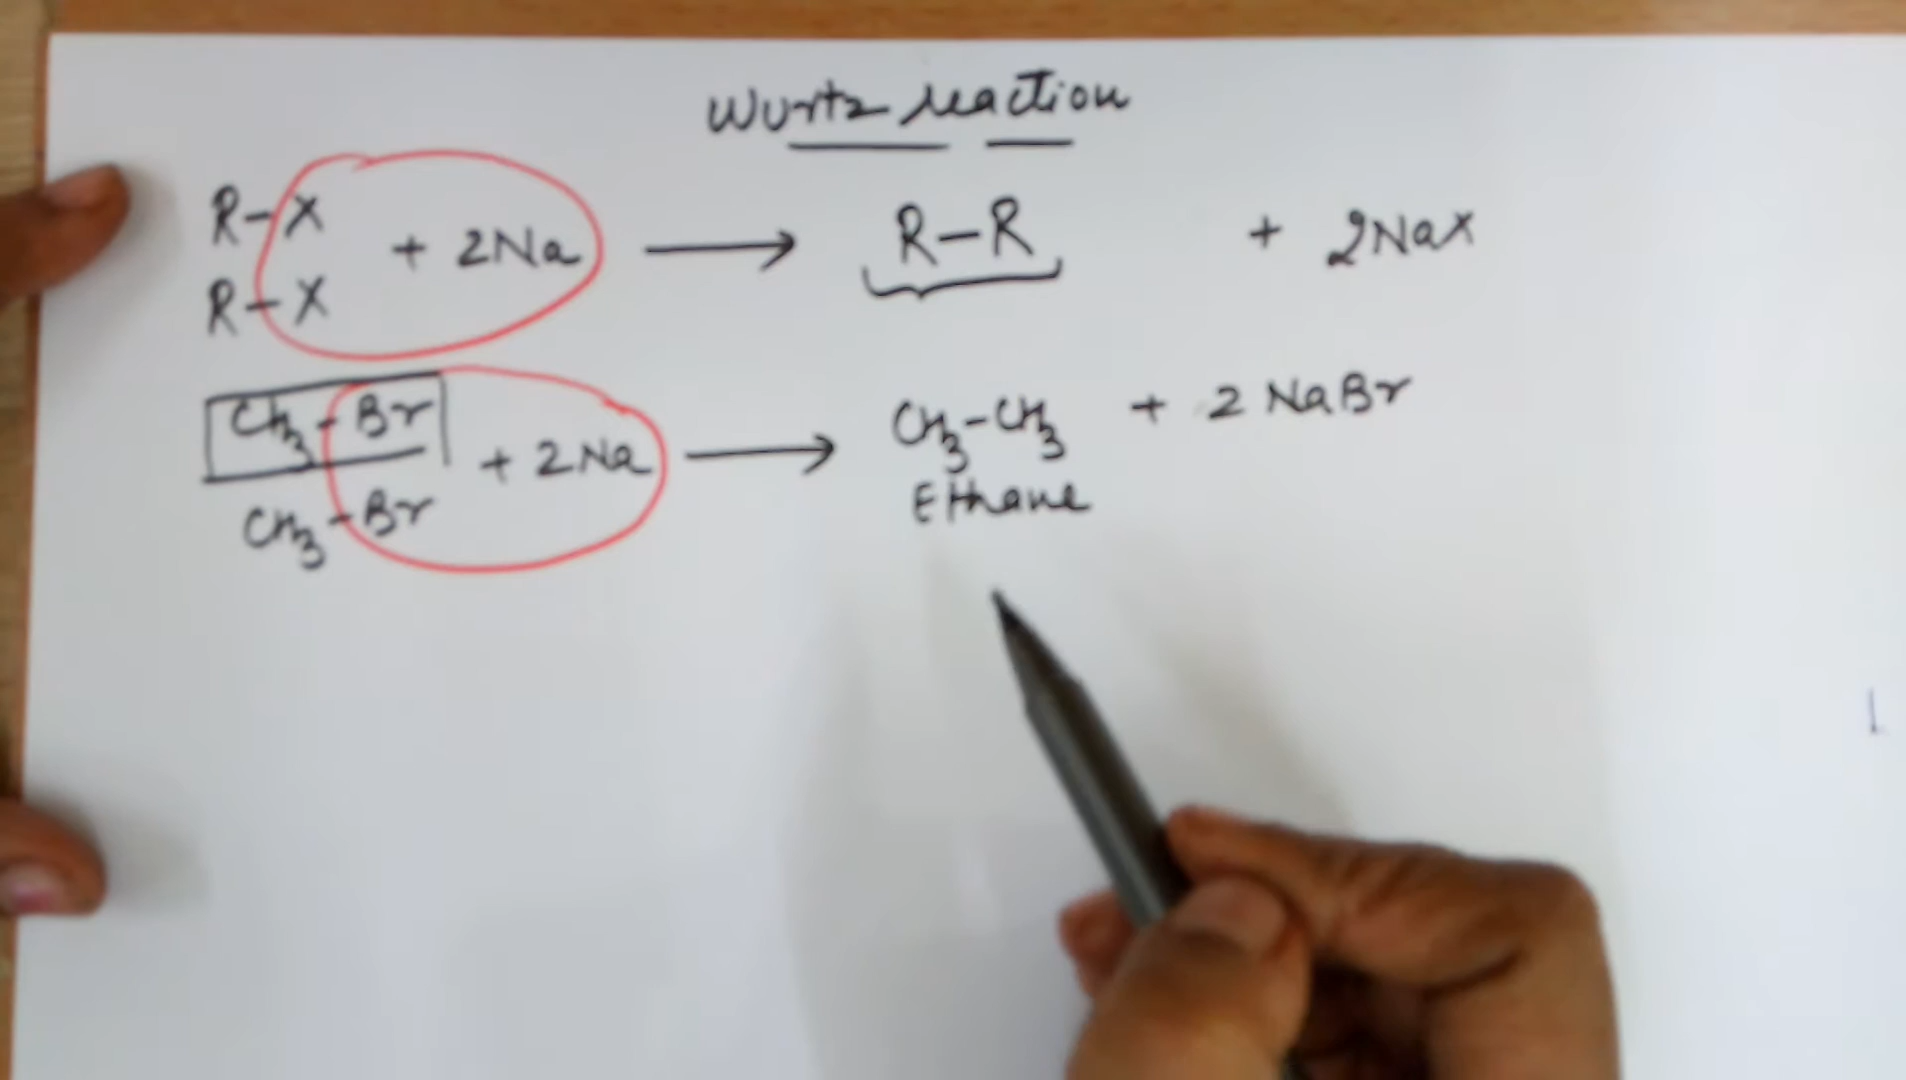 Wurtz reaction
R-X
+ 2Na → R-R + 2NaX
R-X
CH3-Br
+ 2Na → CH3-CH3 + 2NaBr
CH3-Br
Ethane